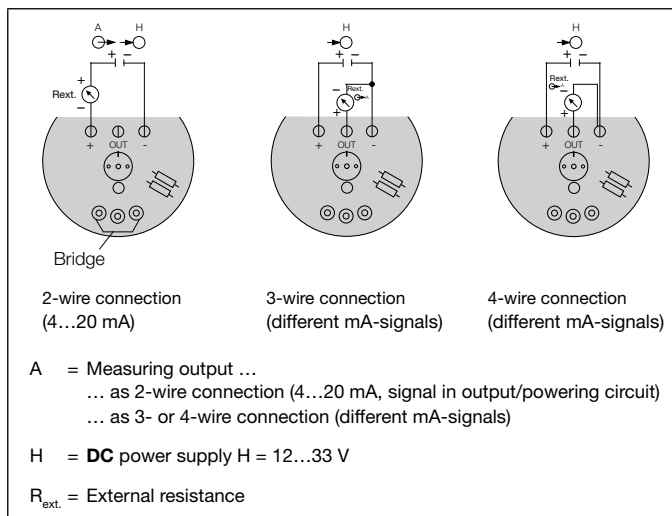 A H
+ −
+
Rext.
−
+ OUT -
Bridge
2-wire connection
(4…20 mA)
H
+ −
−
Rext.
A
+
+ OUT −
3-wire connection
(different mA-signals)
H
+ −
Rext.
A
−
+
+ OUT -
4-wire connection
(different mA-signals)
A = Measuring output …
… as 2-wire connection (4…20 mA, signal in output/powering circuit)
… as 3- or 4-wire connection (different mA-signals)
H = DC power supply H = 12…33 V
Rext. = External resistance